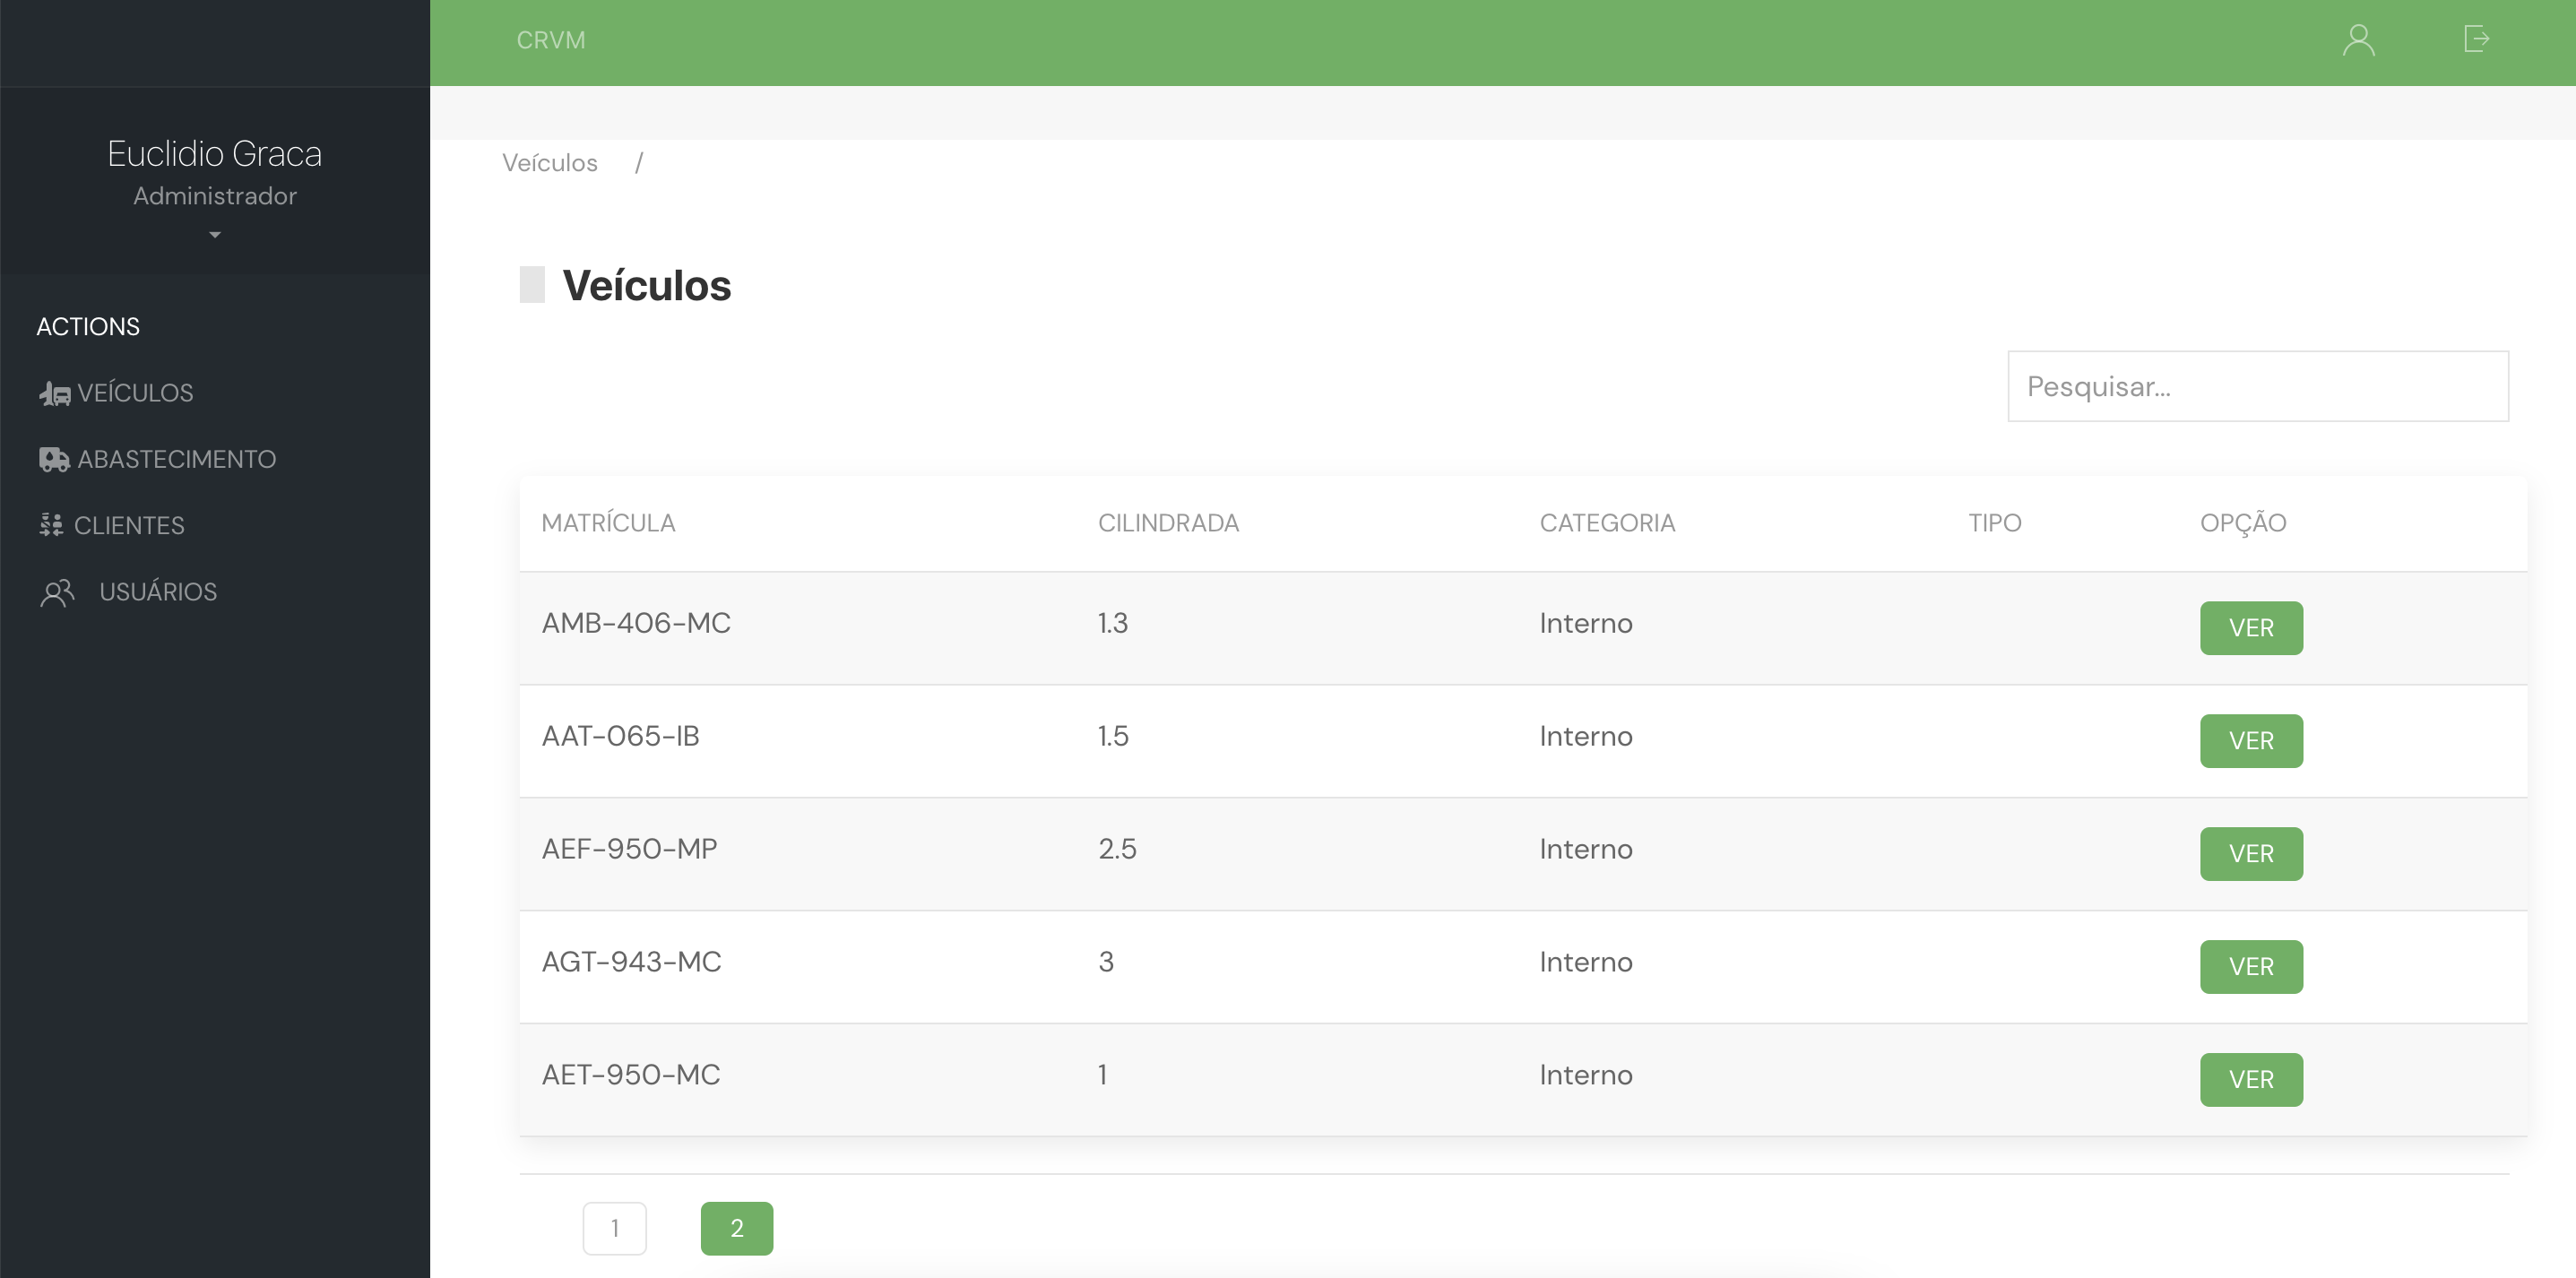 CRVM
Euclidio Graca
Administrador
ACTIONS
VEÍCULOS
ABASTECIMENTO
CLIENTES
USUÁRIOS
Veículos /
Veículos
Pesquisar...
MATRÍCULA CILINDRADA CATEGORIA TIPO OPÇÃO
AMB-406-MC 1.3 Interno VER
AAT-065-IB 1.5 Interno VER
AEF-950-MP 2.5 Interno VER
AGT-943-MC 3 Interno VER
AET-950-MC 1 Interno VER
1 2